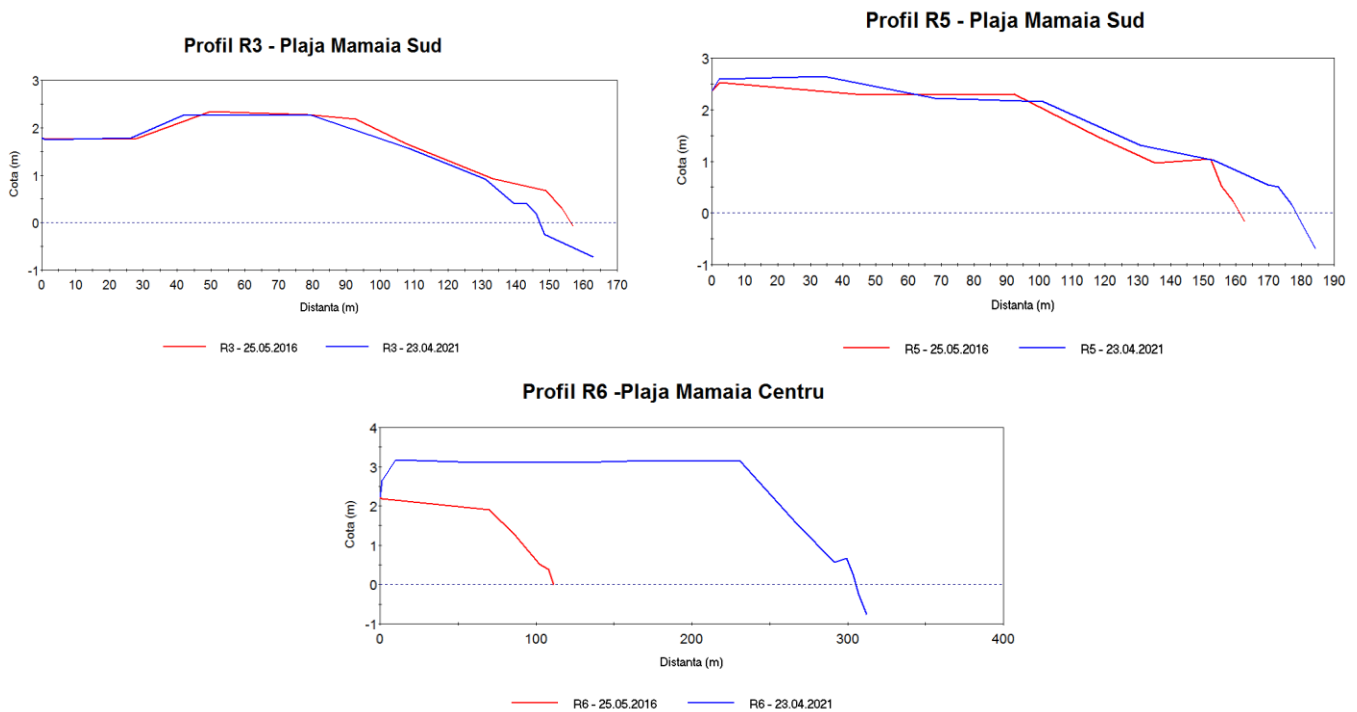 Profil R3 - Plaja Mamaia Sud
Cota (m)
3
2
1
0
-1
0 10 20 30 40 50 60 70 80 90 100 110 120 130 140 150 160 170
Distanta (m)
R3 - 25.05.2016 R3 - 23.04.2021
Profil R5 - Plaja Mamaia Sud
Cota (m)
3
2
1
0
-1
0 10 20 30 40 50 60 70 80 90 100 110 120 130 140 150 160 170 180 190
Distanta (m)
R5 - 25.05.2016 R5 - 23.04.2021
Profil R6 -Plaja Mamaia Centru
Cota (m)
4
3
2
1
0
-1
0 100 200 300 400
Distanta (m)
R6 - 25.05.2016 R6 - 23.04.2021